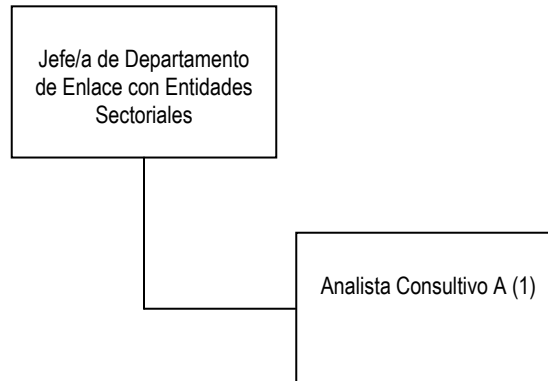 Jefe/a de Departamento
de Enlace con Entidades
Sectoriales
Analista Consultivo A (1)